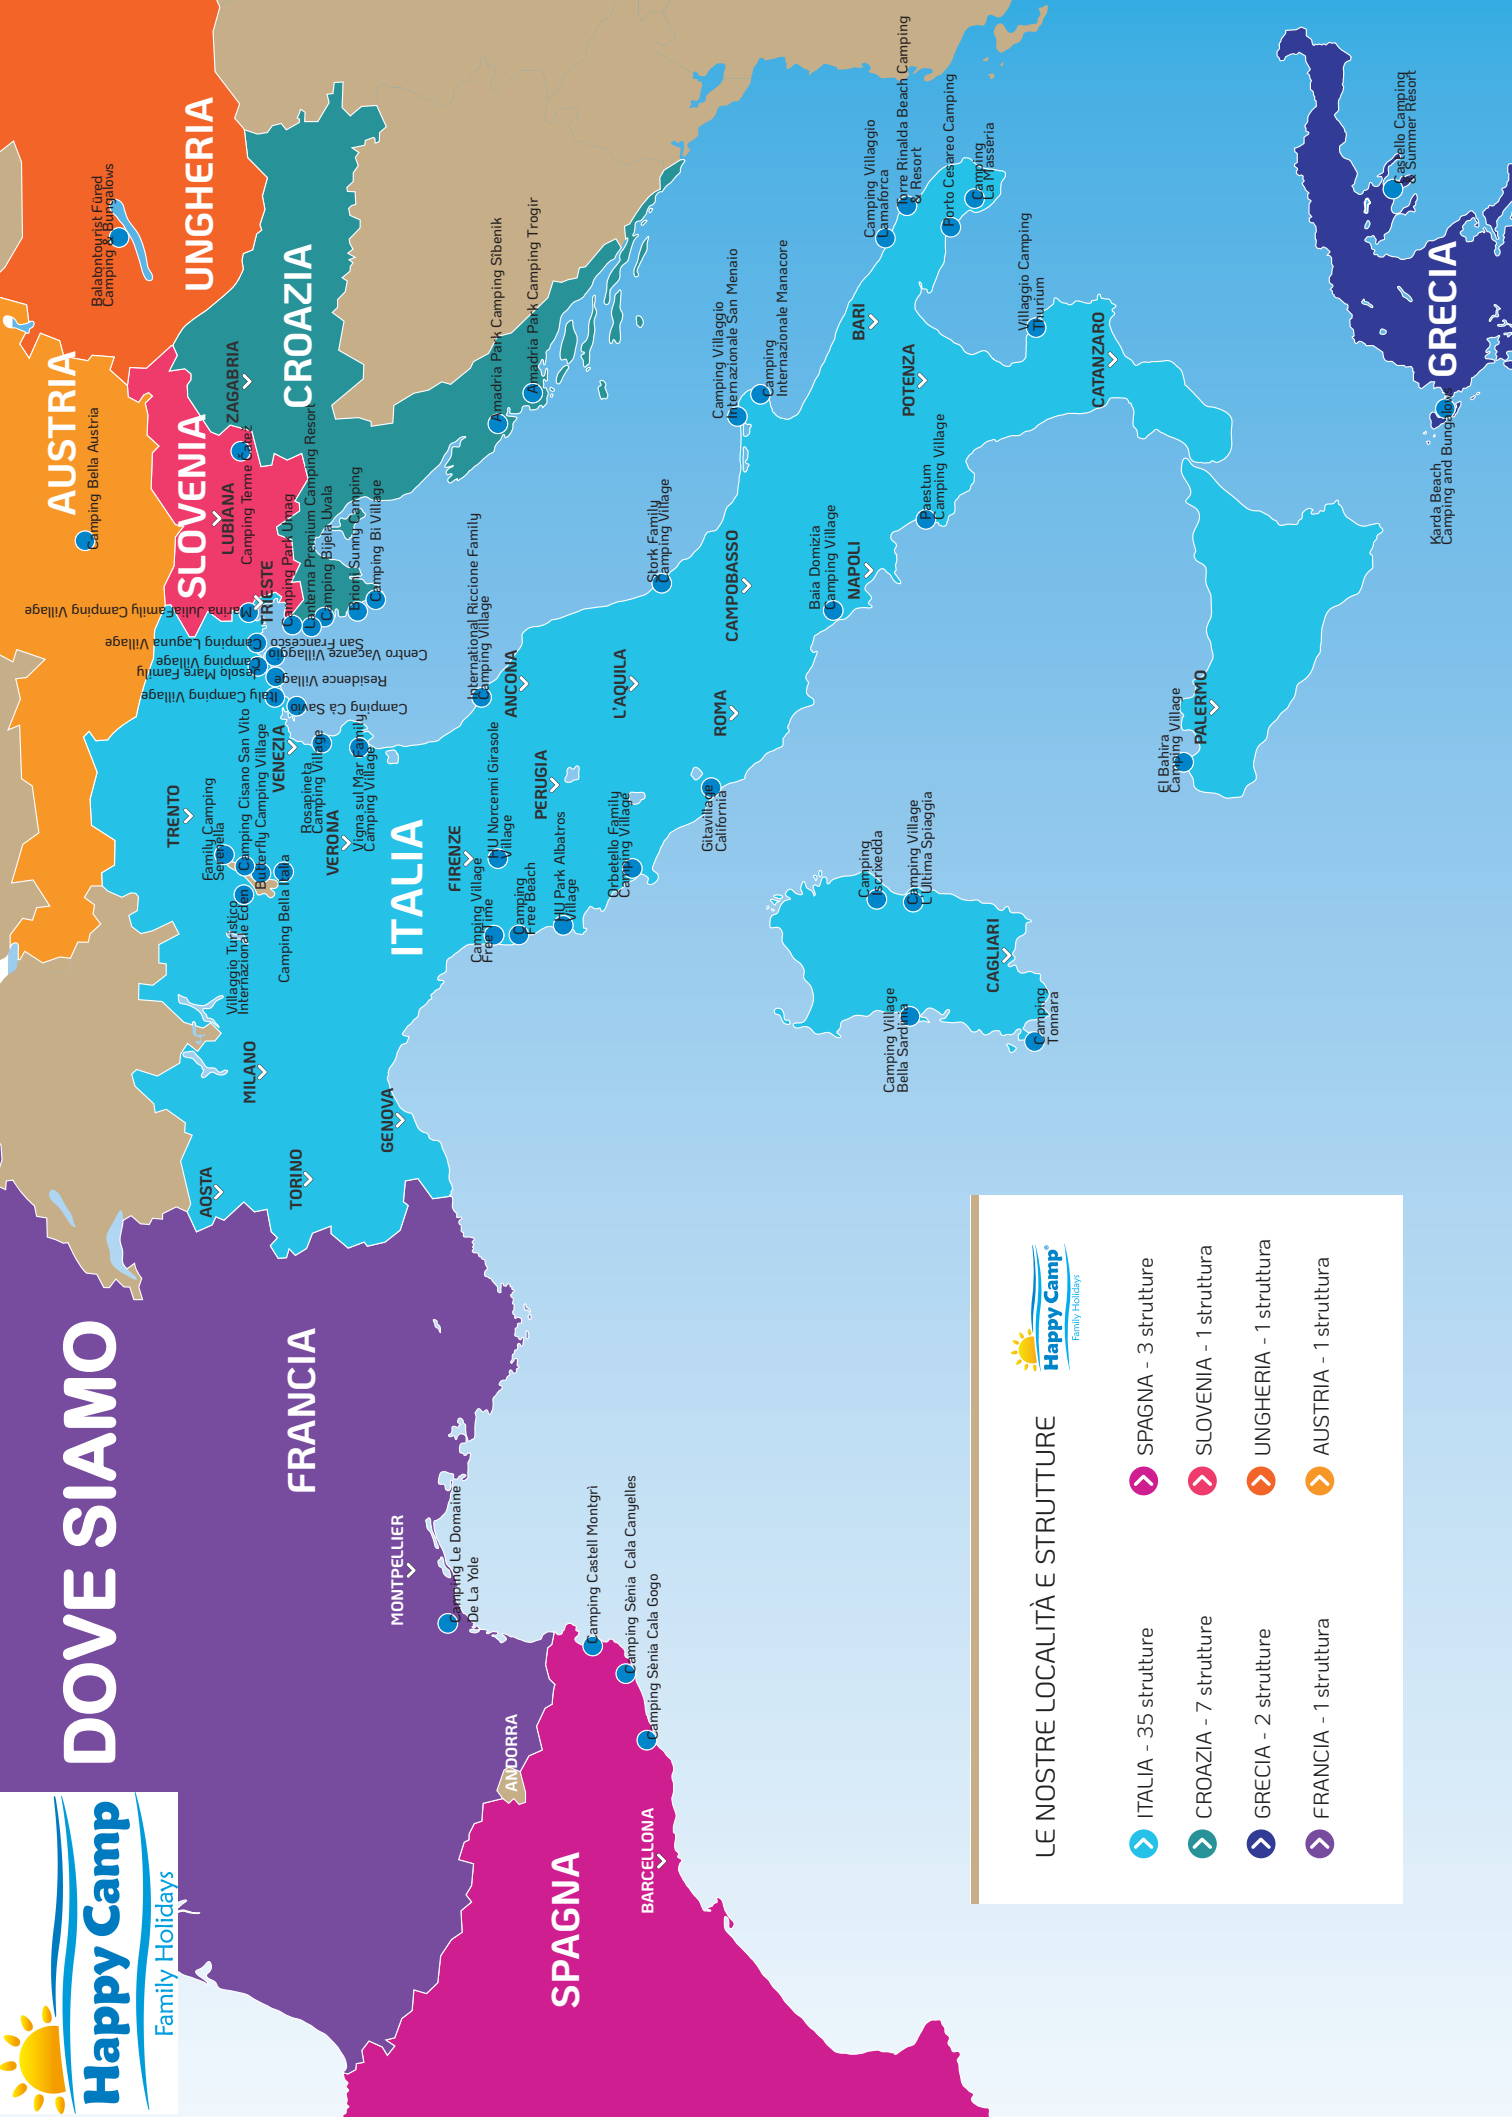 Happy Camp
Family Holidays
DOVE SIAMO
FRANCIA
MONTPELLIER
Camping Le Domaine
De La Yole
ANDORRA
SPAGNA
BARCELLONA
Camping Castell Montgrì
Camping Sènia Cala Canyelles
Camping Sènia Cala Gogo
AUSTRIA
Camping Bella Austria
UNGHERIA
Balatontourist Füred
Camping & Bungalows
SLOVENIA
LUBIANA
Camping Terme Čatež
CROAZIA
ZAGABRIA
Camping Park Umag
Lanterna Premium Camping Resort
Camping Bijela Uvala
Brioni Sunny Camping
Camping Bi Village
Amadria Park Camping Sibenik
Amadria Park Camping Trogir
ITALIA
AOSTA
TORINO
MILANO
GENOVA
TRENTO
VERONA
VENEZIA
TRIESTE
Marina Julia Family Camping Village
Camping Laguna Village
San Francesco
Centro Vacanze Villaggio
Jesolo Mare Family
Camping Village
Residence Village
Italy Camping Village
Camping Cà Savio
Family Camping
Serenella
Camping Cisano San Vito
Butterfly Camping Village
Villaggio Turistico
Internazionale Eden
Camping Bella Italia
Rosapineta
Camping Village
Vigna sul Mar Family
Camping Village
FIRENZE
HU Norcenni Girasole
Village
Camping Village
Free Time
Camping
Free Beach
HU Park Albatros
Village
International Riccione Family
Camping Village
ANCONA
PERUGIA
Orbetello Family
Camping Village
L'AQUILA
ROMA
Gitavillage
California
Stork Family
Camping Village
CAMPOBASSO
Camping Villaggio
Internazionale San Menaio
Camping
Internazionale Manacore
Baia Domizia
Camping Village
NAPOLI
Paestum
Camping Village
POTENZA
BARI
Camping Villaggio
Lamaforca
Torre Rinalda Beach Camping
& Resort
Porto Cesareo Camping
Camping
La Masseria
Villaggio Camping
Thurium
CATANZARO
PALERMO
El Bahira
Camping Village
Camping
Iscrixedda
Camping Village
L'Ultima Spiaggia
CAGLIARI
Camping Village
Bella Sardinia
Camping
Tonnara
GRECIA
Castello Camping
& Summer Resort
Karda Beach
Camping and Bungalows
LE NOSTRE LOCALITÀ E STRUTTURE
Happy Camp®
Family Holidays
ITALIA - 35 strutture
CROAZIA - 7 strutture
GRECIA - 2 strutture
FRANCIA - 1 struttura
SPAGNA - 3 strutture
SLOVENIA - 1 struttura
UNGHERIA - 1 struttura
AUSTRIA - 1 struttura